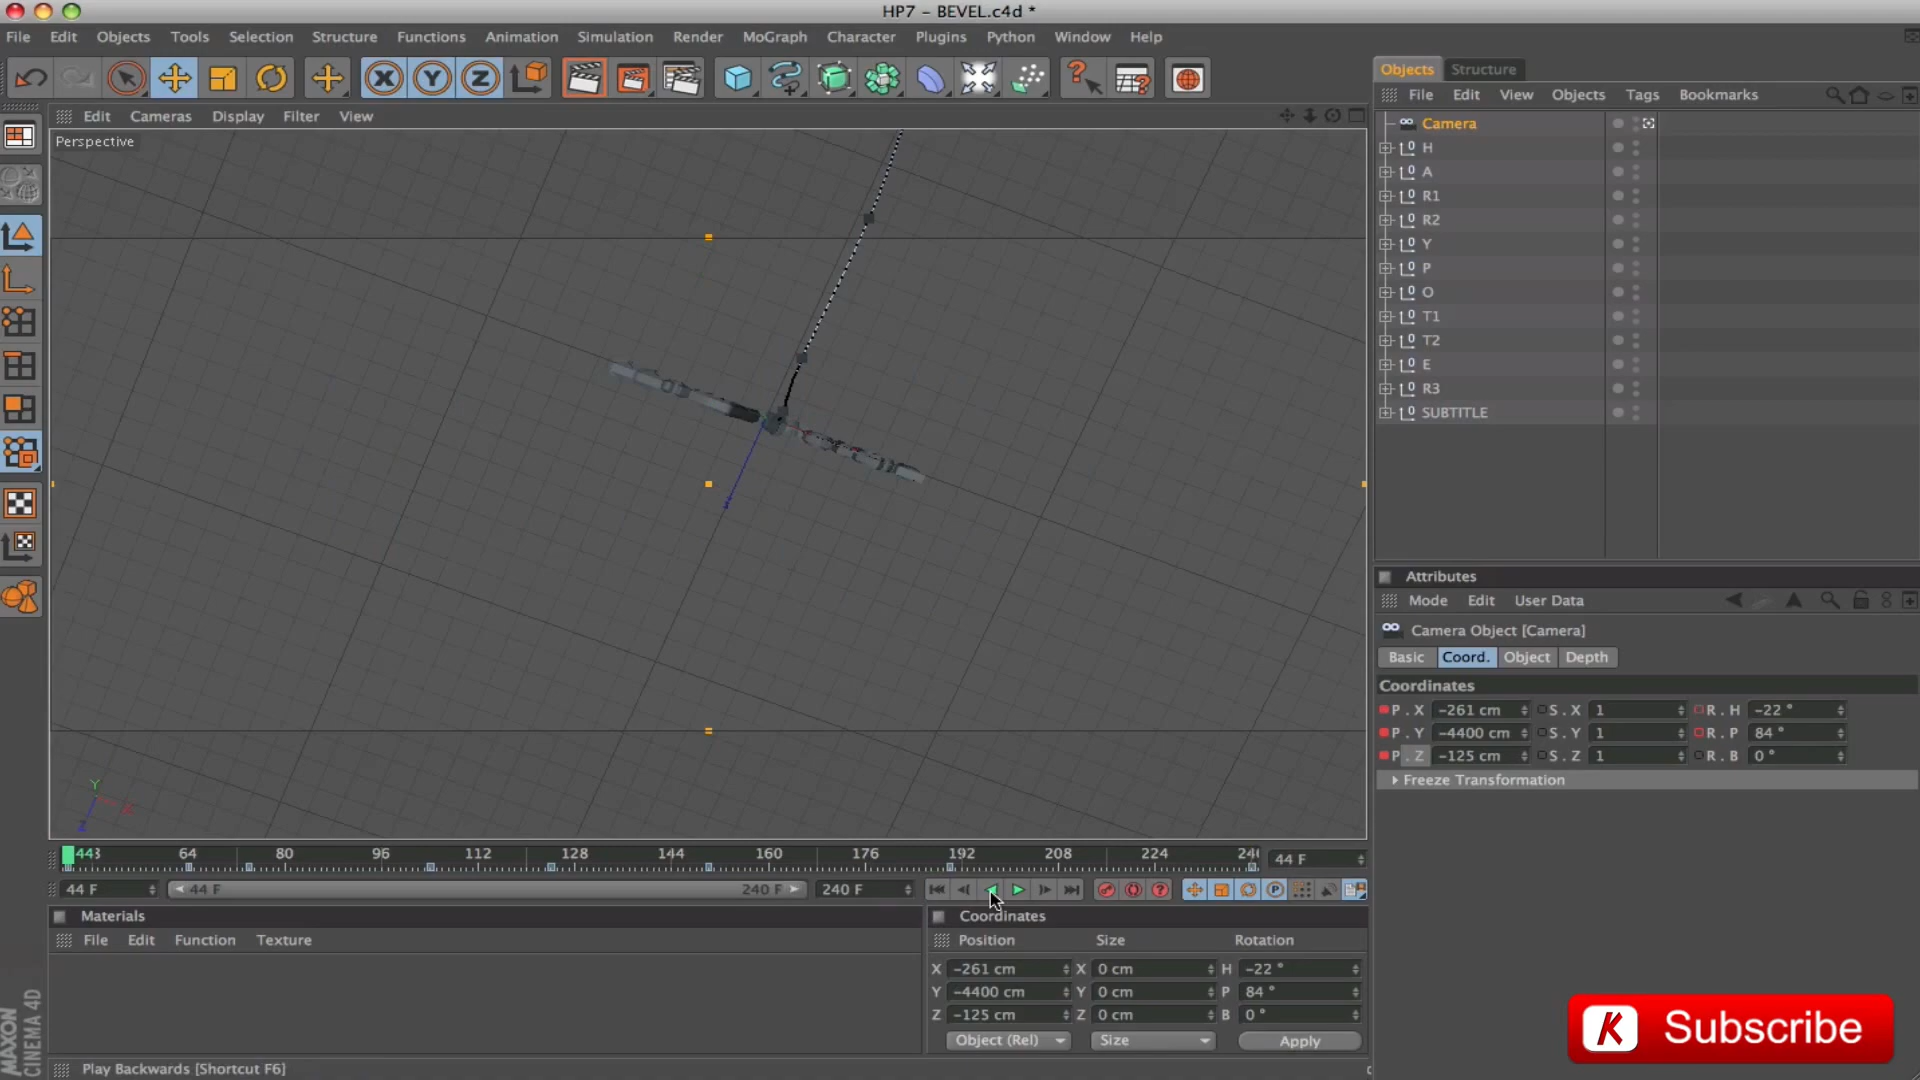 HP7 – BEVEL.c4d *
File Edit Objects Tools Selection Structure Functions Animation Simulation Render MoGraph Character Plugins Python Window Help
X Y Z
Objects Structure
File Edit View Objects Tags Bookmarks
Edit Cameras Display Filter View
Perspective
Camera
H
A
R1
R2
Y
P
O
T1
T2
E
R3
SUBTITLE
Attributes
Mode Edit User Data
Camera Object [Camera]
Basic Coord. Object Depth
Coordinates
P . X -261 cm S . X 1 R . H -22 °
P . Y -4400 cm S . Y 1 R . P 84 °
P . Z -125 cm S . Z 1 R . B 0 °
Freeze Transformation
Y
X
Z
44 64 80 96 112 128 144 160 176 192 208 224 240 44 F
44 F 44 F 240 F 240 F
Materials
File Edit Function Texture
Coordinates
Position Size Rotation
X -261 cm X 0 cm H -22 °
Y -4400 cm Y 0 cm P 84 °
Z -125 cm Z 0 cm B 0 °
Object (Rel) Size Apply
MAXON
CINEMA 4D
Play Backwards [Shortcut F6]
K Subscribe